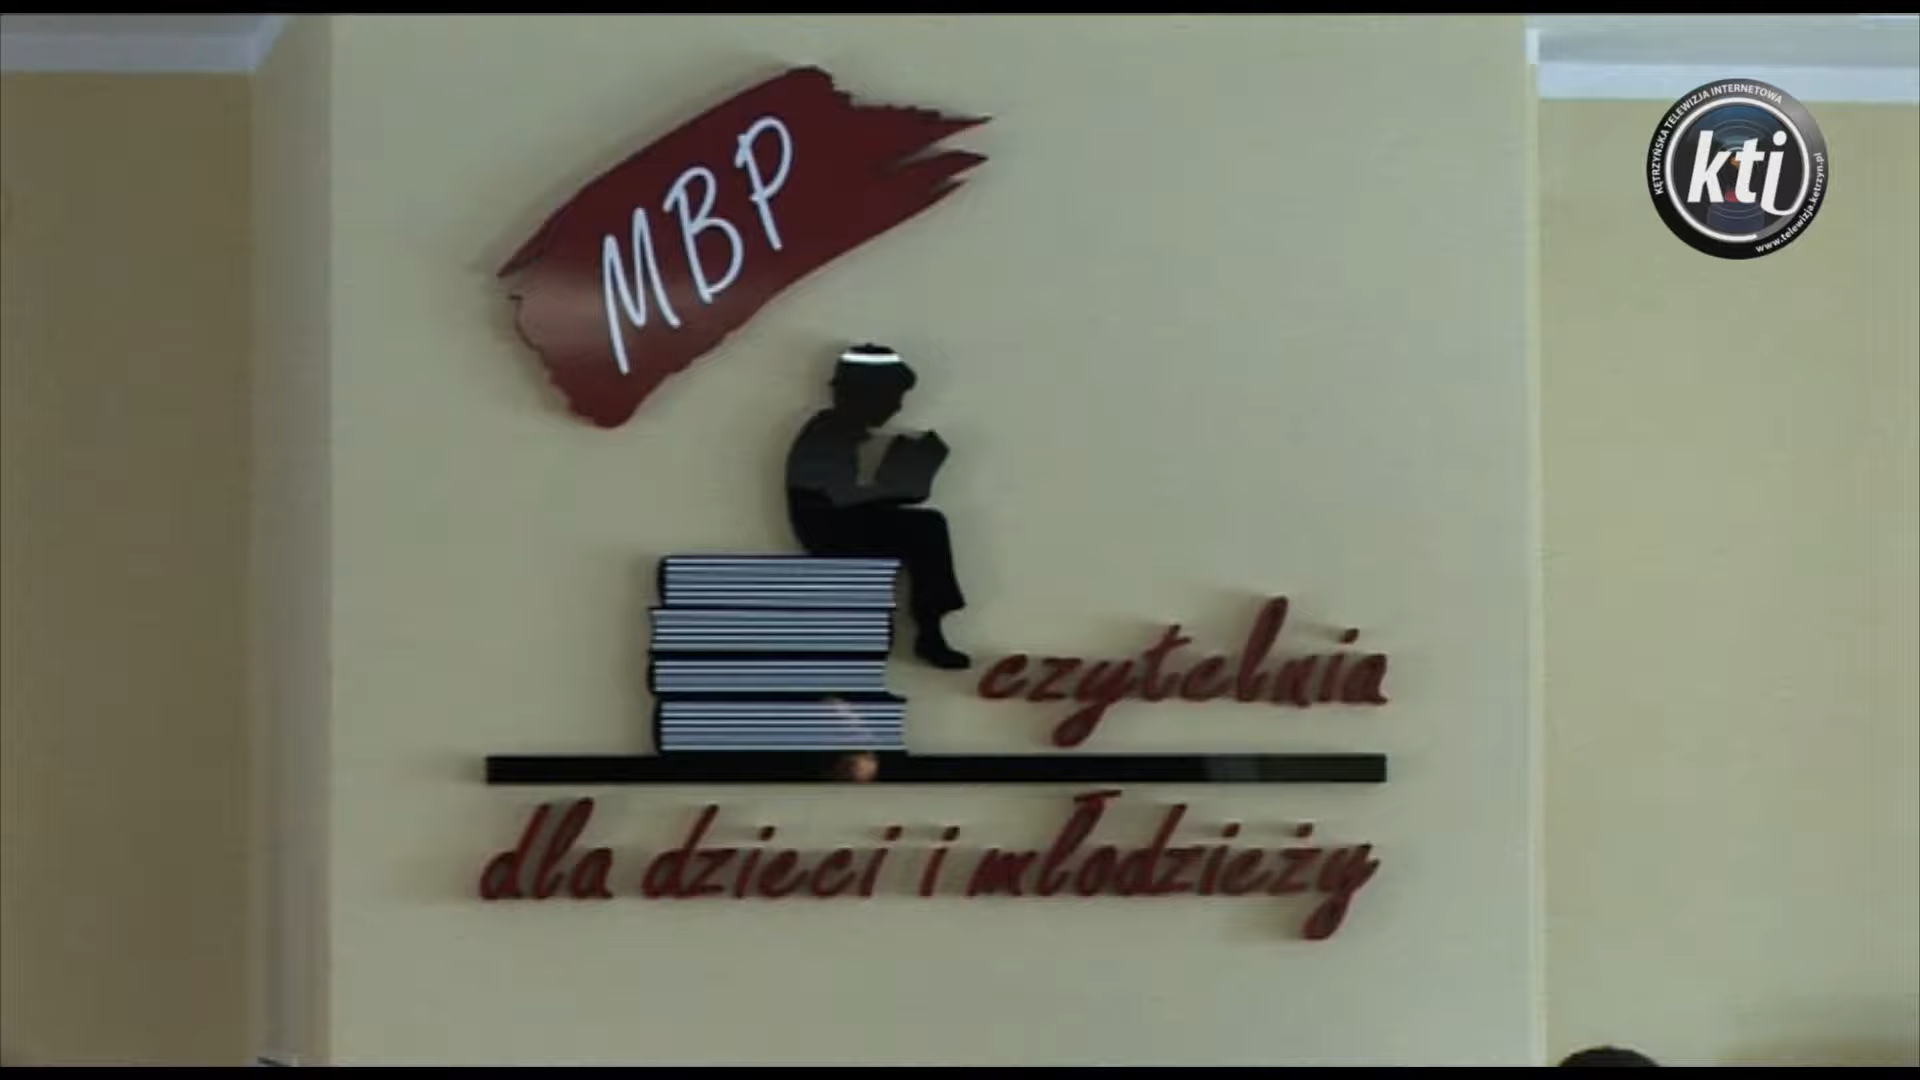 MBP
czytelnia
dla dzieci i młodzieży
KĘTRZYŃSKA TELEWIZJA INTERNETOWA
kti
www.telewizja.ketrzyn.pl